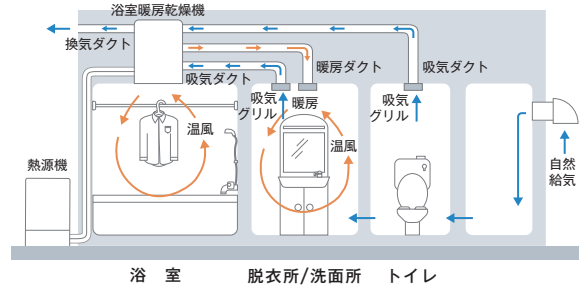 浴室暖房乾燥機
換気ダクト
吸気ダクト
暖房ダクト
吸気ダクト
吸気
グリル
暖房
吸気
グリル
温風
温風
自然
給気
熱源機
浴 室
脱衣所/洗面所
トイレ